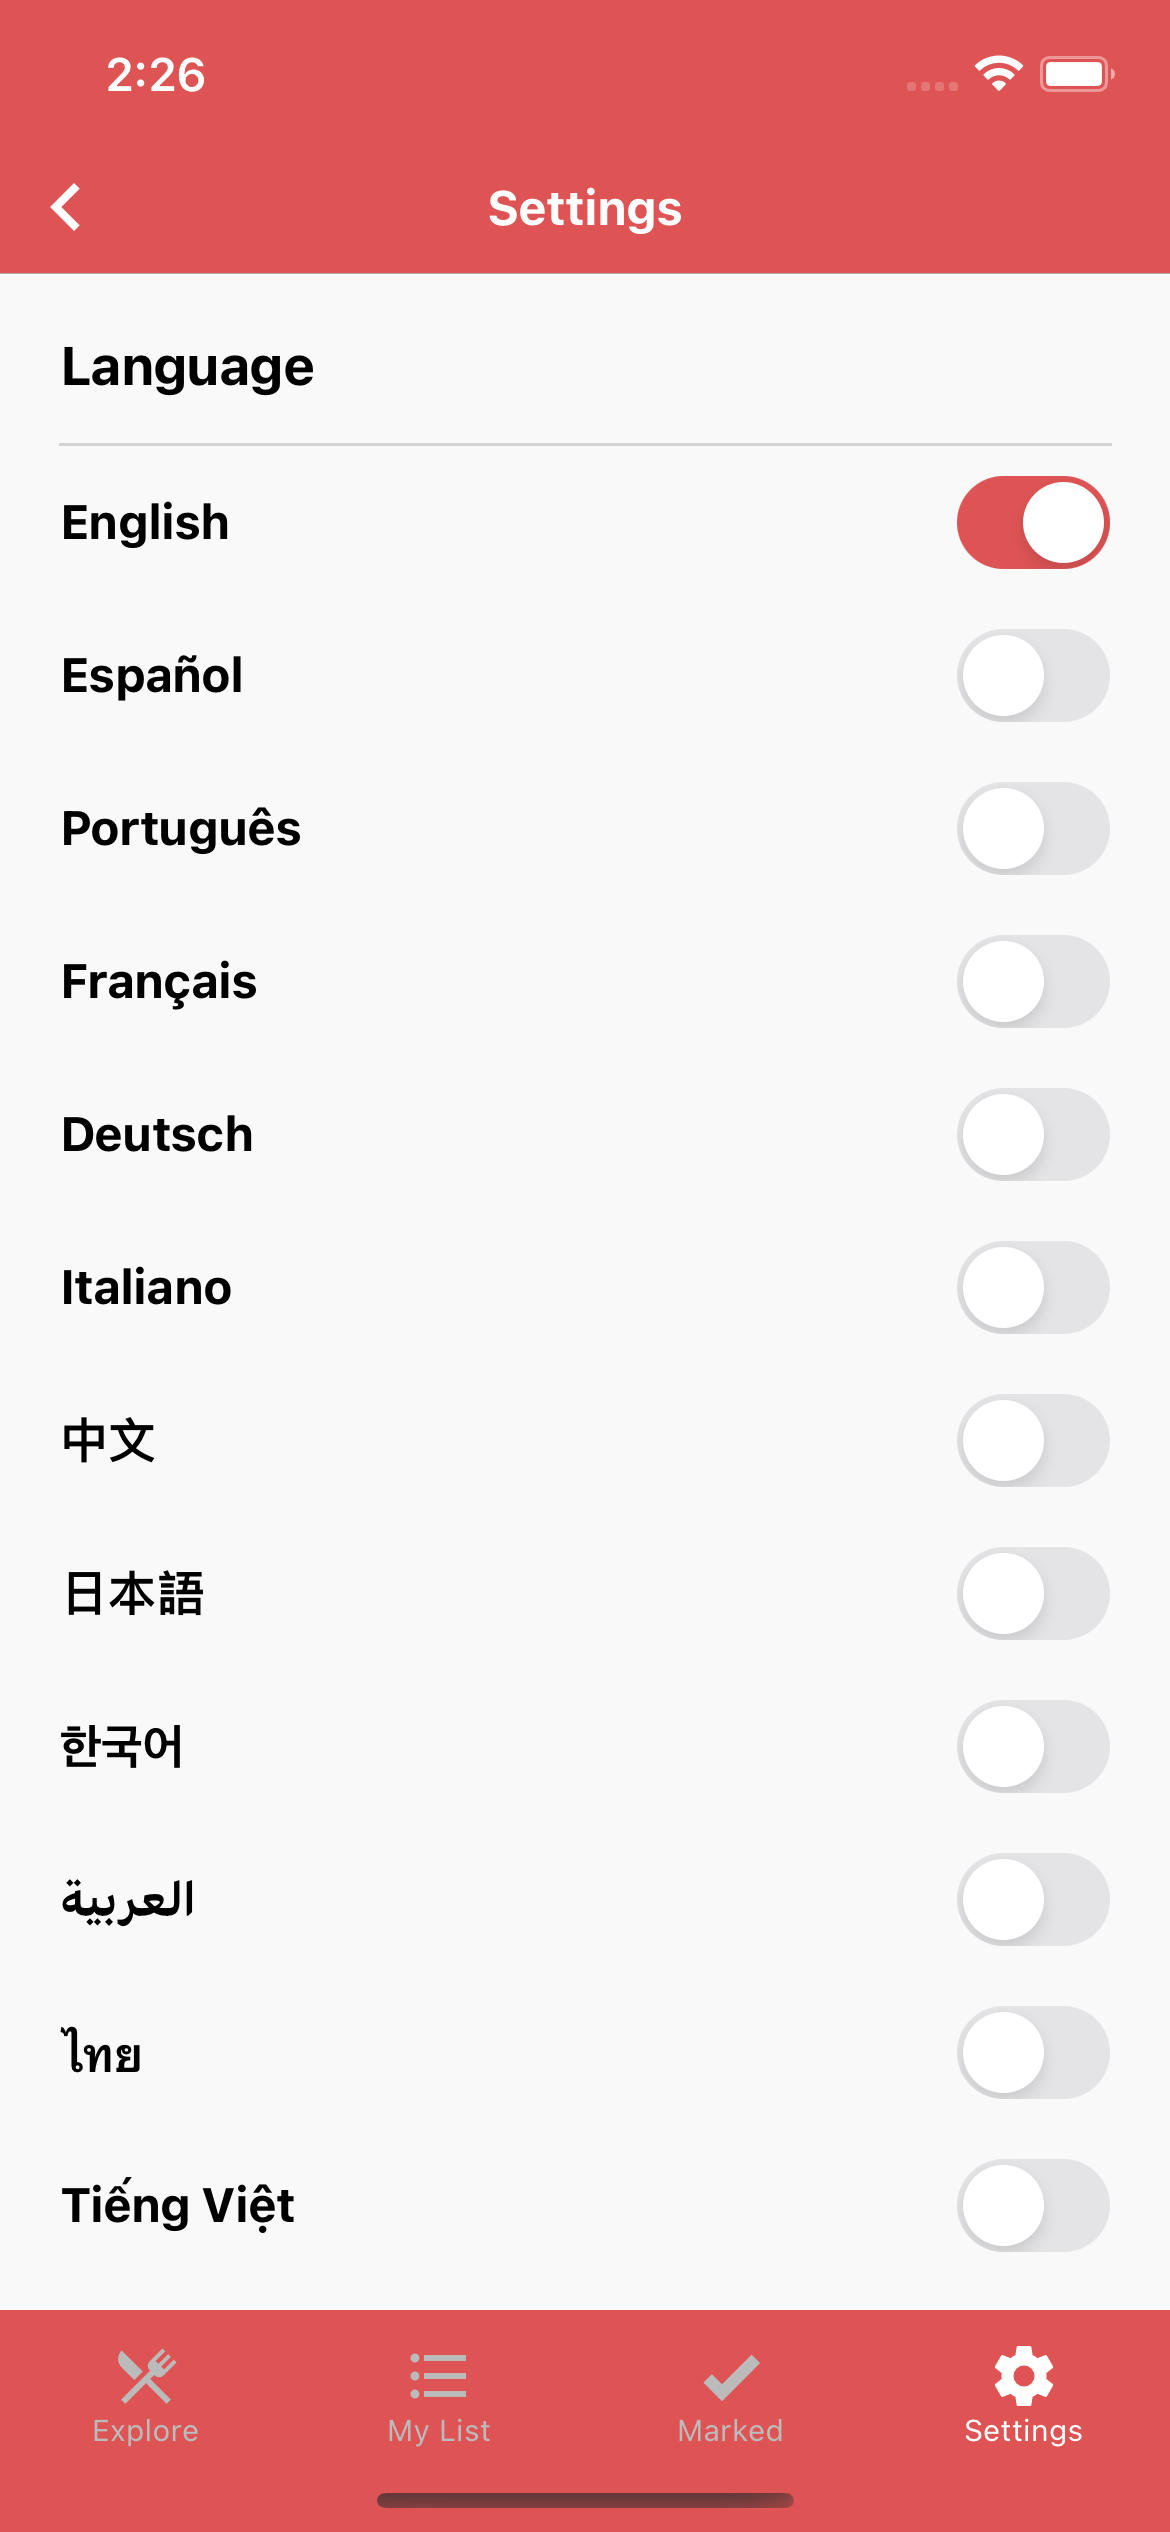 2:26
Settings
Language
English
Español
Português
Français
Deutsch
Italiano
中文
日本語
한국어
العربية
ไทย
Tiếng Việt
Explore
My List
Marked
Settings